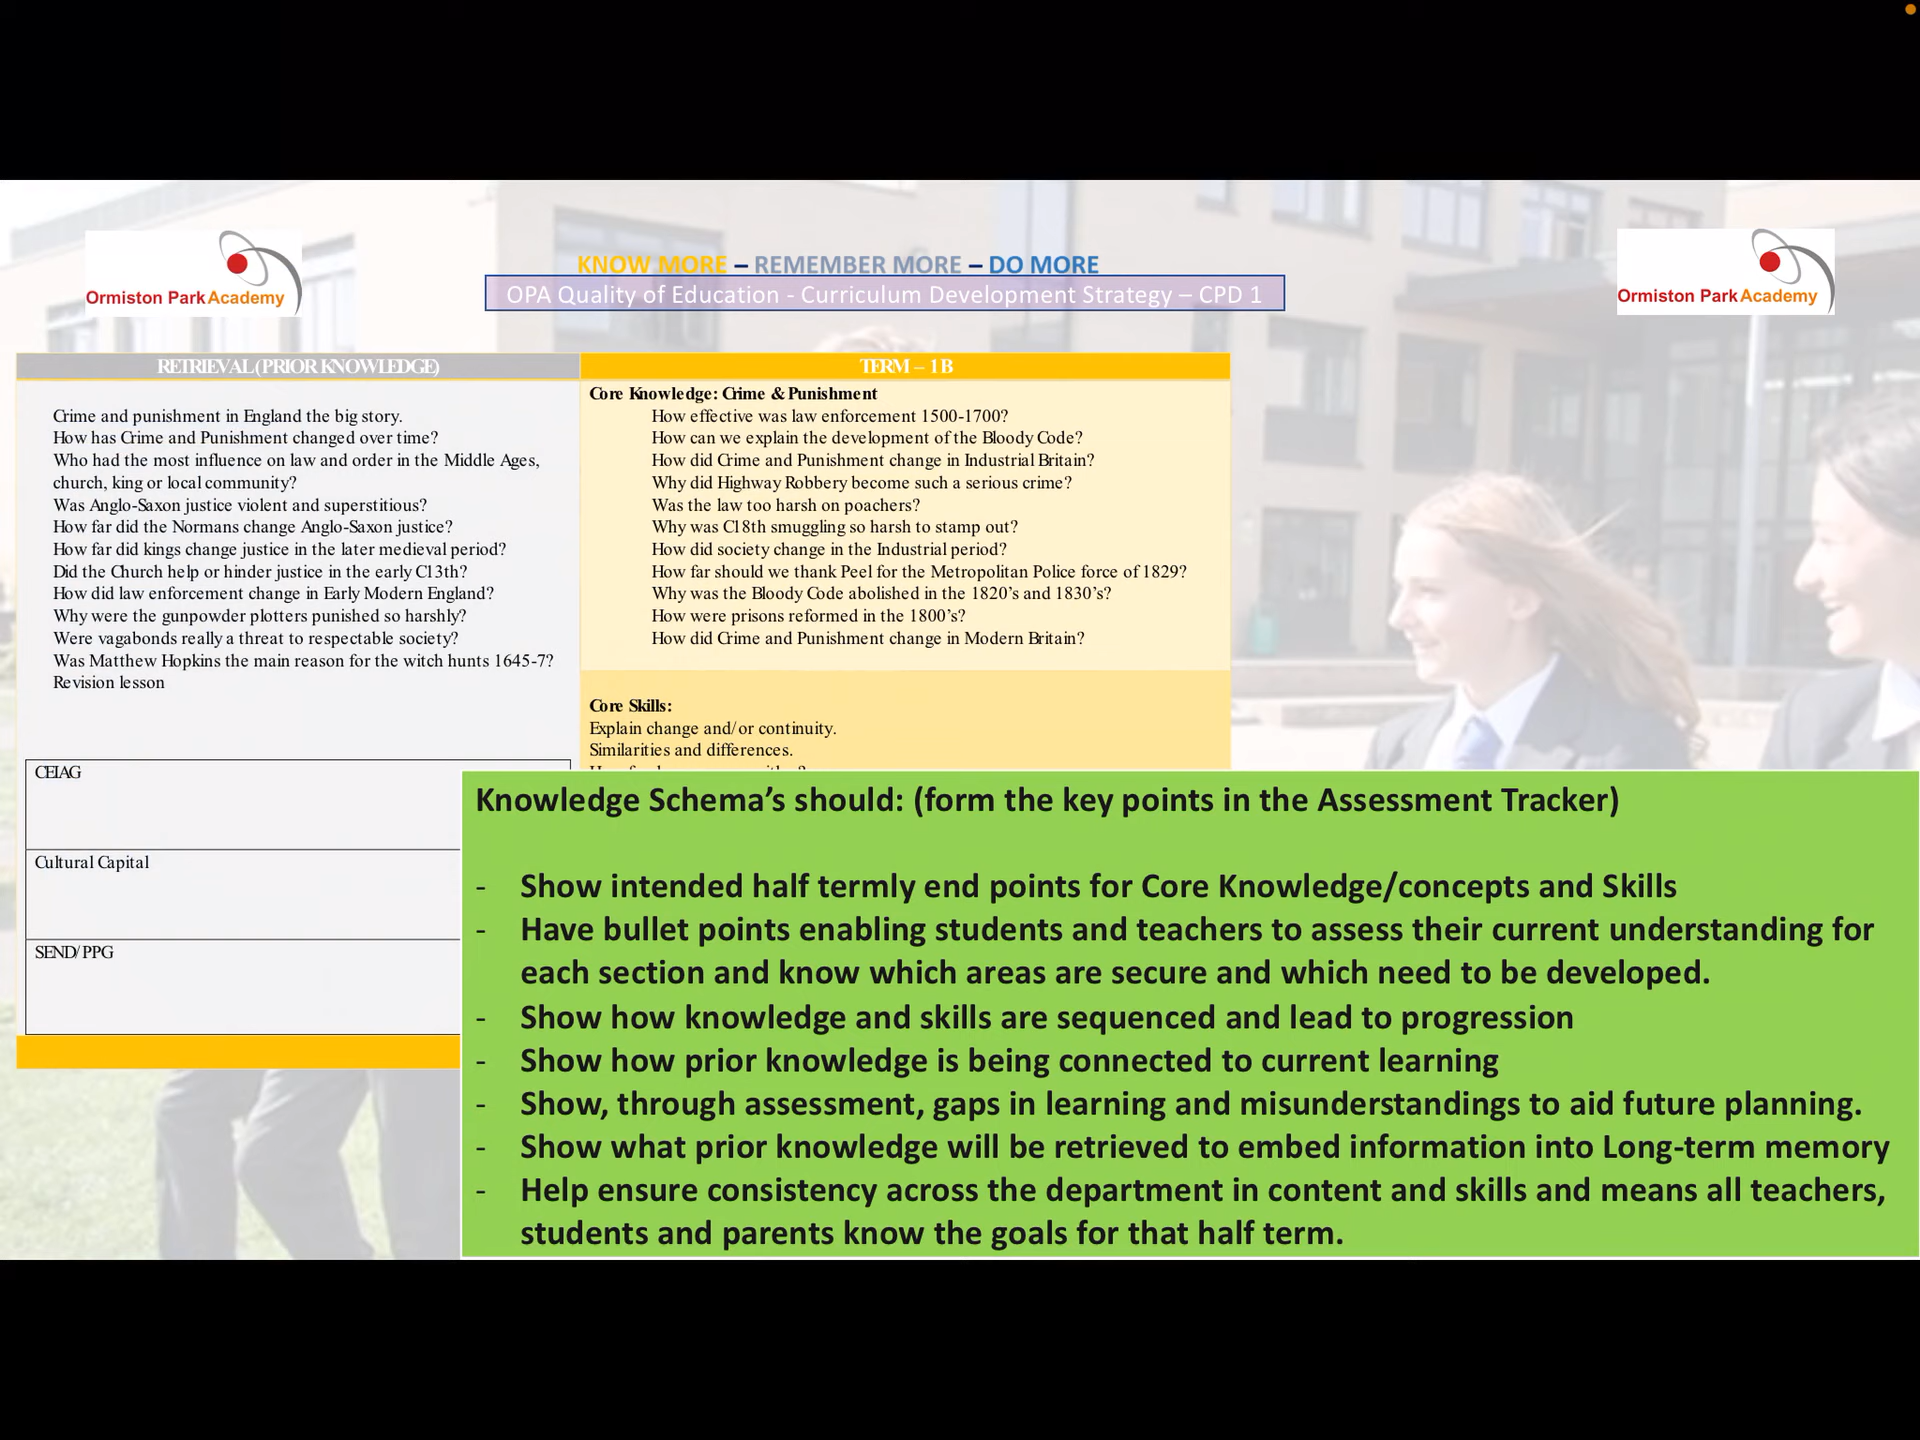 Ormiston Park Academy
KNOW MORE – REMEMBER MORE – DO MORE
OPA Quality of Education - Curriculum Development Strategy – CPD 1
Ormiston Park Academy
RETRIEVAL (PRIOR KNOWLEDGE)
Crime and punishment in England the big story.
How has Crime and Punishment changed over time?
Who had the most influence on law and order in the Middle Ages,
church, king or local community?
Was Anglo-Saxon justice violent and superstitious?
How far did the Normans change Anglo-Saxon justice?
How far did kings change justice in the later medieval period?
Did the Church help or hinder justice in the early C13th?
How did law enforcement change in Early Modern England?
Why were the gunpowder plotters punished so harshly?
Were vagabonds really a threat to respectable society?
Was Matthew Hopkins the main reason for the witch hunts 1645-7?
Revision lesson
CEIAG
Cultural Capital
SEND/PPG
TERM – 1B
Core Knowledge: Crime & Punishment
How effective was law enforcement 1500-1700?
How can we explain the development of the Bloody Code?
How did Crime and Punishment change in Industrial Britain?
Why did Highway Robbery become such a serious crime?
Was the law too harsh on poachers?
Why was C18th smuggling so harsh to stamp out?
How did society change in the Industrial period?
How far should we thank Peel for the Metropolitan Police force of 1829?
Why was the Bloody Code abolished in the 1820's and 1830's?
How were prisons reformed in the 1800's?
How did Crime and Punishment change in Modern Britain?
Core Skills:
Explain change and/or continuity.
Similarities and differences.
Knowledge Schema's should: (form the key points in the Assessment Tracker)
- Show intended half termly end points for Core Knowledge/concepts and Skills
- Have bullet points enabling students and teachers to assess their current understanding for
each section and know which areas are secure and which need to be developed.
- Show how knowledge and skills are sequenced and lead to progression
- Show how prior knowledge is being connected to current learning
- Show, through assessment, gaps in learning and misunderstandings to aid future planning.
- Show what prior knowledge will be retrieved to embed information into Long-term memory
- Help ensure consistency across the department in content and skills and means all teachers,
students and parents know the goals for that half term.